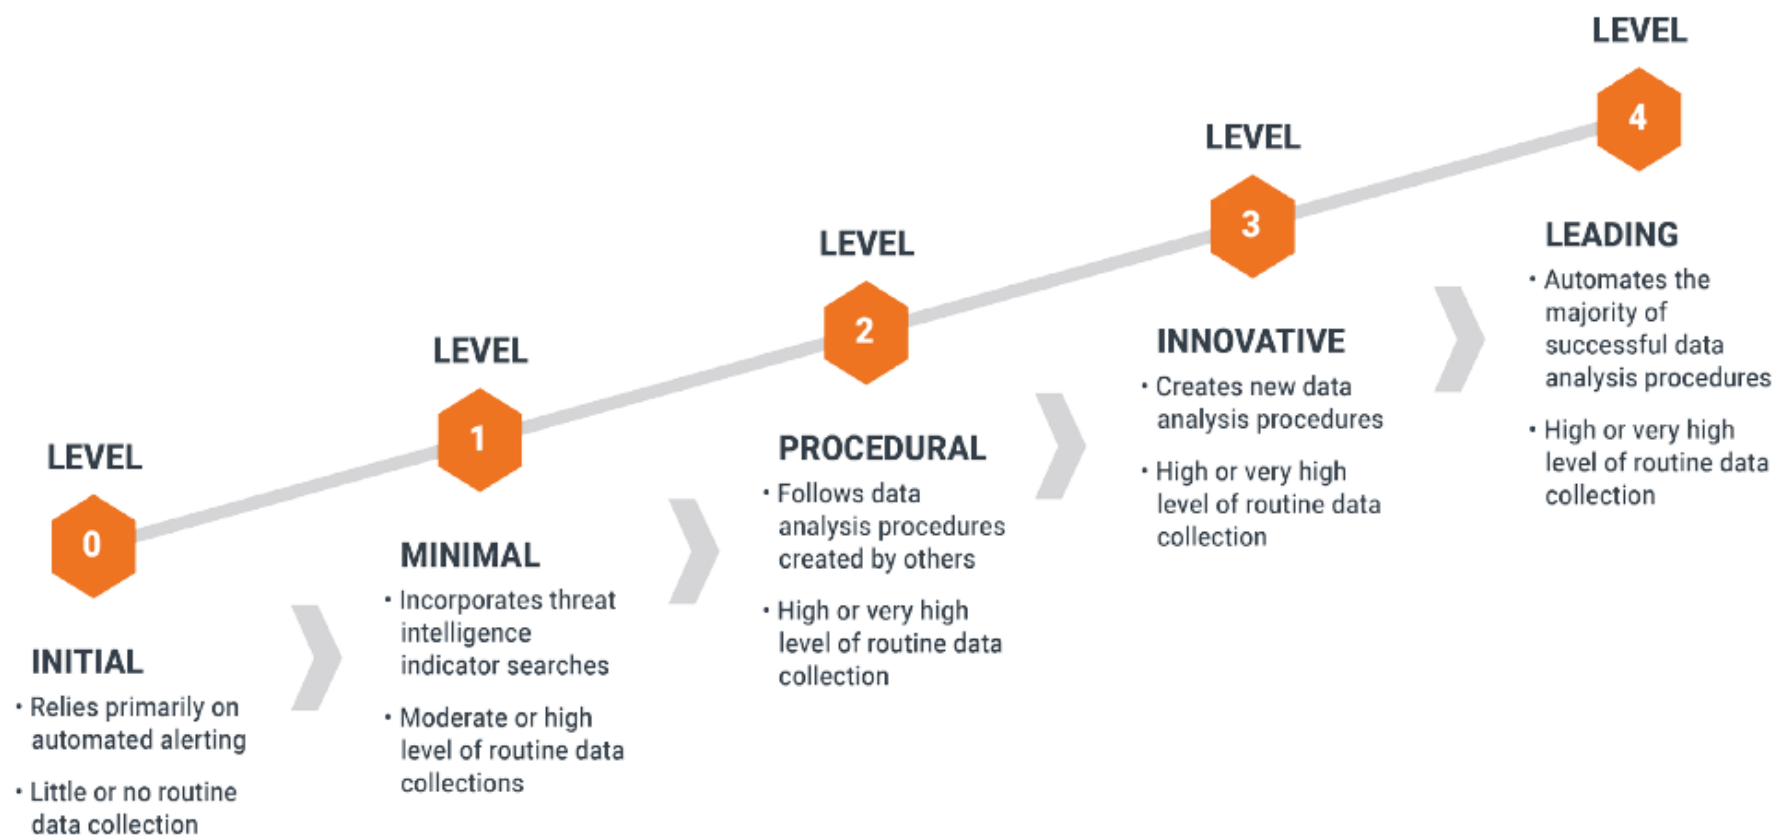 LEVEL
0
INITIAL
• Relies primarily on
automated alerting
• Little or no routine
data collection
LEVEL
1
MINIMAL
• Incorporates threat
intelligence
indicator searches
• Moderate or high
level of routine data
collections
LEVEL
2
PROCEDURAL
• Follows data
analysis procedures
created by others
• High or very high
level of routine data
collection
LEVEL
3
INNOVATIVE
• Creates new data
analysis procedures
• High or very high
level of routine data
collection
LEVEL
4
LEADING
• Automates the
majority of
successful data
analysis procedures
• High or very high
level of routine data
collection